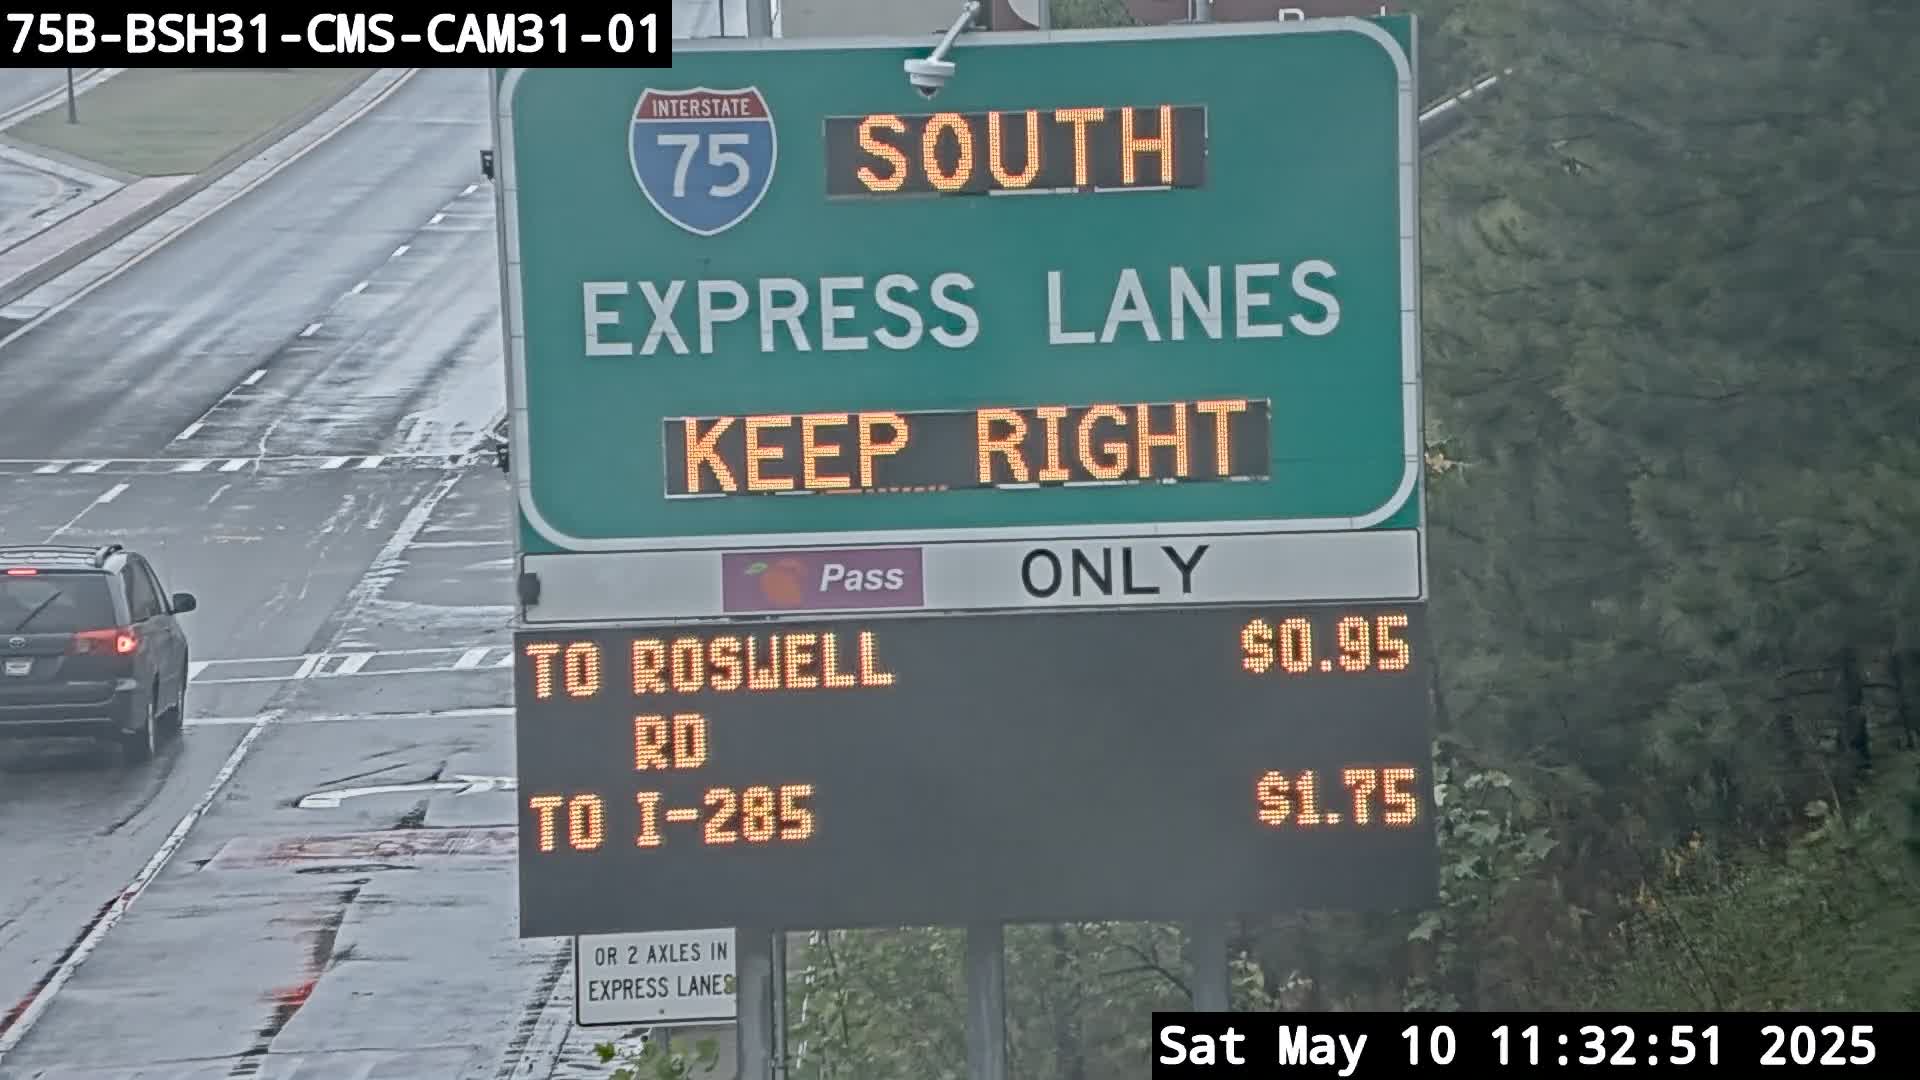 75B-BSH31-CMS-CAM31-01
INTERSTATE
75
SOUTH
EXPRESS LANES
KEEP RIGHT
Pass ONLY
TO ROSWELL $0.95
RD
TO I-285 $1.75
OR 2 AXLES IN
EXPRESS LANES
Sat May 10 11:32:51 2025